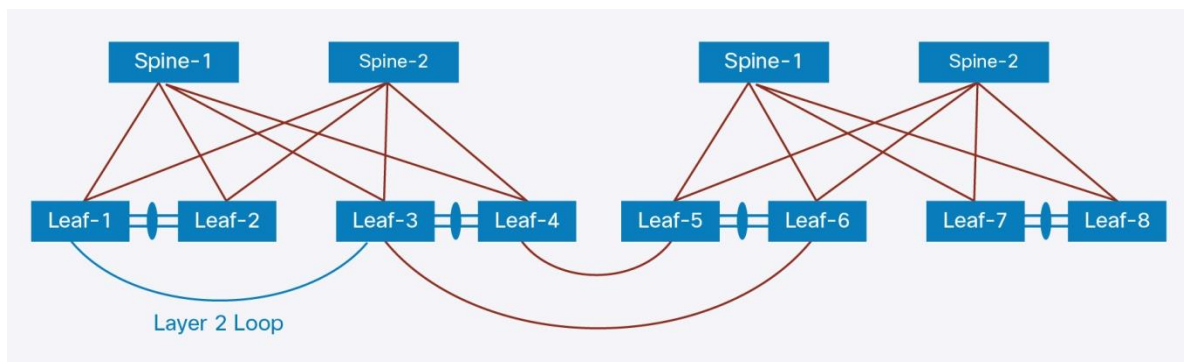 Spine-1
Spine-2
Spine-1
Spine-2
Leaf-1
Leaf-2
Leaf-3
Leaf-4
Leaf-5
Leaf-6
Leaf-7
Leaf-8
Layer 2 Loop